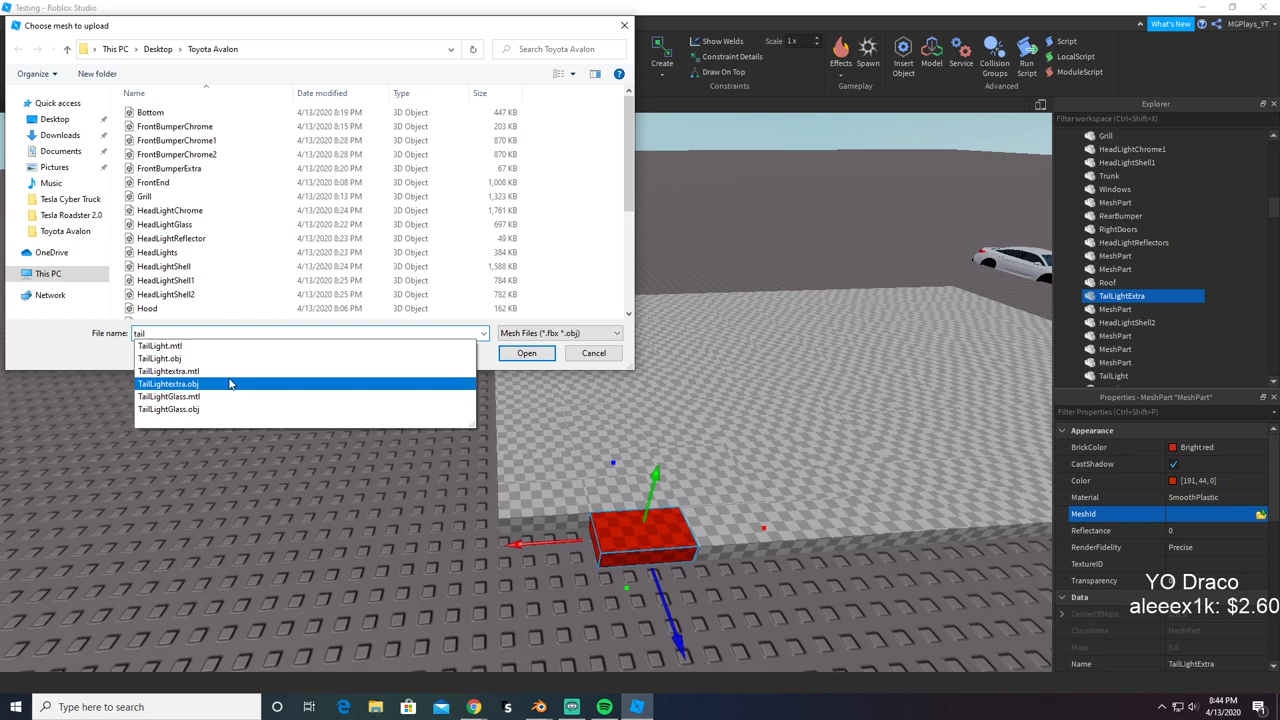 Testing - Roblox Studio
Choose mesh to upload
What's New
MGPlays_YT
This PC > Desktop > Toyota Avalon
Search Toyota Avalon
Organize
New folder
Create
Show Welds
Scale 1 x
Constraint Details
Draw On Top
Constraints
Effects
Spawn
Gameplay
Insert Object
Model
Service
Collision Groups
Run Script
Script
LocalScript
ModuleScript
Advanced
Name Date modified Type Size
Quick access
Desktop
Downloads
Documents
Pictures
Music
Tesla Cyber Truck
Tesla Roadster 2.0
Toyota Avalon
OneDrive
This PC
Network
Bottom 4/13/2020 8:19 PM 3D Object 447 KB
FrontBumperChrome 4/13/2020 8:15 PM 3D Object 203 KB
FrontBumperChrome1 4/13/2020 8:28 PM 3D Object 870 KB
FrontBumperChrome2 4/13/2020 8:28 PM 3D Object 870 KB
FrontBumperExtra 4/13/2020 8:29 PM 3D Object 67 KB
FrontEnd 4/13/2020 8:08 PM 3D Object 1,008 KB
Grill 4/13/2020 8:13 PM 3D Object 1,323 KB
HeadLightChrome 4/13/2020 8:24 PM 3D Object 1,761 KB
HeadLightGlass 4/13/2020 8:22 PM 3D Object 697 KB
HeadLightReflector 4/13/2020 8:23 PM 3D Object 49 KB
HeadLights 4/13/2020 8:23 PM 3D Object 384 KB
HeadLightShell 4/13/2020 8:24 PM 3D Object 1,588 KB
HeadLightShell1 4/13/2020 8:25 PM 3D Object 784 KB
HeadLightShell2 4/13/2020 8:25 PM 3D Object 782 KB
Hood 4/13/2020 8:06 PM 3D Object 310 KB
File name: tail
Mesh Files (*.fbx *.obj)
Open
Cancel
TailLight.mtl
TailLight.obj
TailLightextra.mtl
TailLightextra.obj
TailLightGlass.mtl
TailLightGlass.obj
Explorer
Filter workspace (Ctrl+Shift+X)
Grill
HeadLightChrome1
HeadLightShell1
Trunk
Windows
MeshPart
RearBumper
RightDoors
HeadLightReflectors
MeshPart
MeshPart
Roof
TailLightExtra
MeshPart
HeadLightShell2
MeshPart
MeshPart
MeshPart
TailLight
Properties - MeshPart "MeshPart"
Filter Properties (Ctrl+Shift+P)
Appearance
BrickColor Bright red
CastShadow
Color [191, 44, 0]
Material SmoothPlastic
MeshId
Reflectance 0
RenderFidelity Precise
TextureID
Transparency
Data
ClassName MeshPart
Mass 5.6
Name TailLightExtra
YO Draco
aleeex1k: $2.60
Type here to search
8:44 PM
4/13/2020